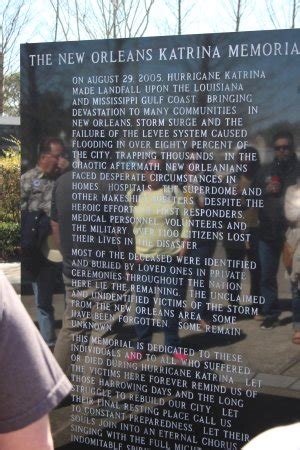 THE NEW ORLEANS KATRINA MEMORIA
ON AUGUST 29, 2005, HURRICANE KATRINA
MADE LANDFALL UPON THE LOUISIANA
AND MISSISSIPPI GULF COAST, BRINGING
DEVASTATION TO MANY COMMUNITIES. IN
NEW ORLEANS STORM SURGE AND THE
FAILURE OF THE LEVEE SYSTEM CAUSED
FLOODING IN OVER EIGHTY PERCENT OF
THE CITY, TRAPPING THOUSANDS. IN THE
CHAOTIC AFTERMATH, NEW ORLEANIANS
FACED DESPERATE CIRCUMSTANCES IN
HOMES, HOSPITALS, THE SUPERDOME AND
OTHER MAKESHIFT SHELTERS. DESPITE THE
HEROIC EFFORTS OF FIRST RESPONDERS,
MEDICAL PERSONNEL, VOLUNTEERS AND
THE MILITARY, OVER 1100 CITIZENS LOST
THEIR LIVES IN THE DISASTER.
MOST OF THE DECEASED WERE IDENTIFIED
AND BURIED BY LOVED ONES IN PRIVATE
CEREMONIES THROUGHOUT THE NATION.
HERE LIE THE REMAINING, THE UNCLAIMED
AND UNIDENTIFIED VICTIMS OF THE STORM
FROM THE NEW ORLEANS AREA. SOME
HAVE BEEN FORGOTTEN. SOME REMAIN
UNKNOWN.
THIS MEMORIAL IS DEDICATED TO THESE
INDIVIDUALS AND TO ALL WHO SUFFERED
OR DIED DURING HURRICANE KATRINA. LET
THE VICTIMS HERE FOREVER REMIND US OF
THOSE HARROWING DAYS AND THE LONG
STRUGGLE TO REBUILD OUR CITY. LET
THEIR FINAL RESTING PLACE CALL US
TO CONSTANT PREPAREDNESS. LET THEIR
SOULS JOIN INTO AN ETERNAL CHORUS
SINGING WITH THE FULL MIGHT
INDOMITABLE